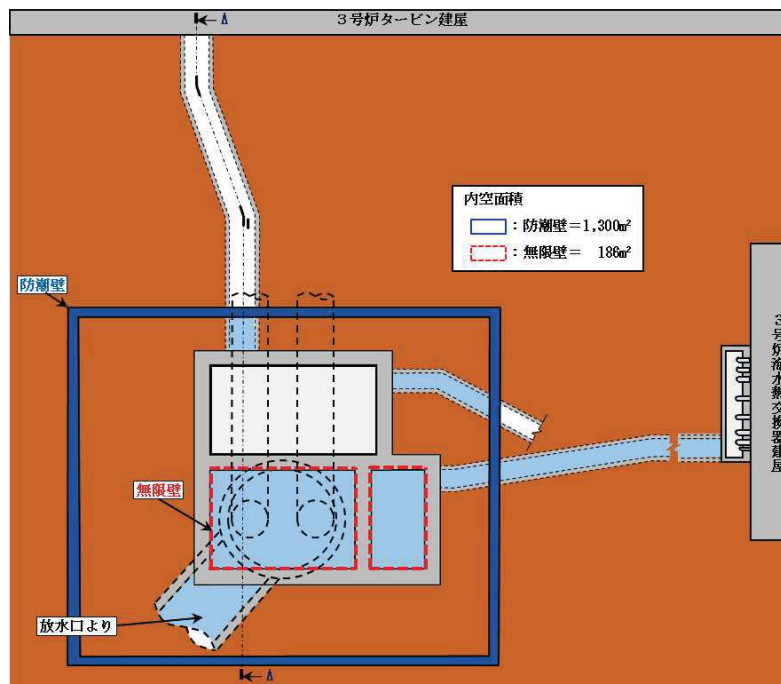 A
3号炉タービン建屋
内空面積
：防潮壁＝1,300㎡
：無限壁＝ 186㎡
防潮壁
3号炉海水熱交換器建屋
無限壁
放水口より
A